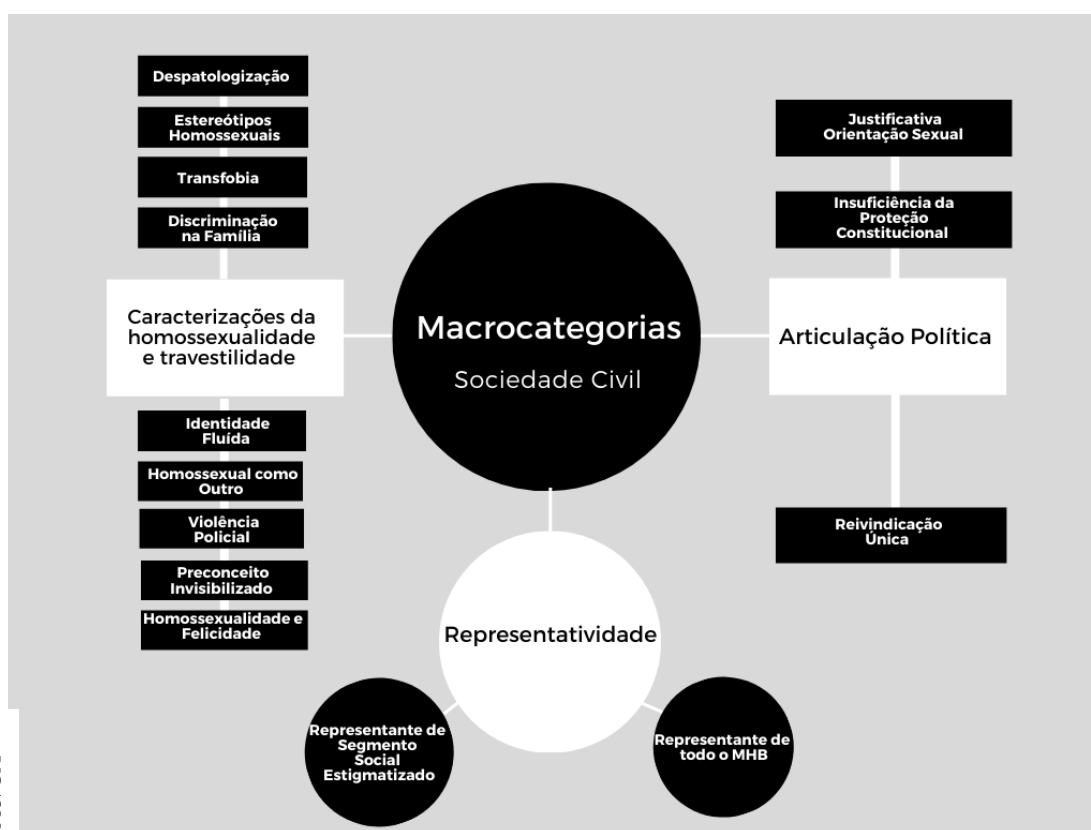 Despatologização
Estereótipos
Homossexuais
Transfobia
Discriminação
na Família
Caracterizações da
homossexualidade
e travestilidade
Identidade
Fluída
Homossexual como
Outro
Violência
Policial
Preconceito
Invisibilizado
Homossexualidade e
Felicidade
Macrocategorias
Sociedade Civil
Justificativa
Orientação Sexual
Insuficiência da
Proteção
Constitucional
Articulação Política
Reivindicação
Única
Representatividade
Representante de
Segmento
Social
Estigmatizado
Representante de
todo o MHB